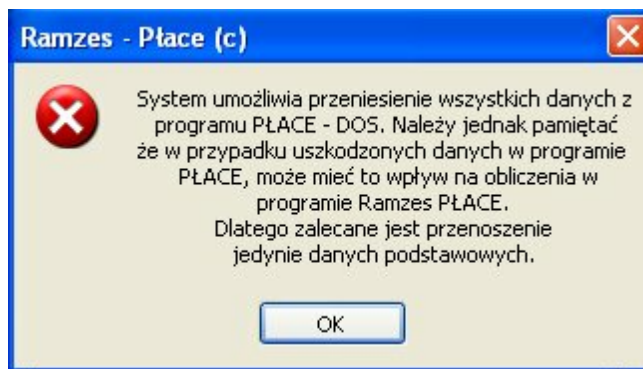 Ramzes - Płace (c)
System umożliwia przeniesienie wszystkich danych z
programu PŁACE - DOS. Należy jednak pamiętać
że w przypadku uszkodzonych danych w programie
PŁACE, może mieć to wpływ na obliczenia w
programie Ramzes PŁACE.
Dlatego zalecane jest przenoszenie
jedynie danych podstawowych.
OK